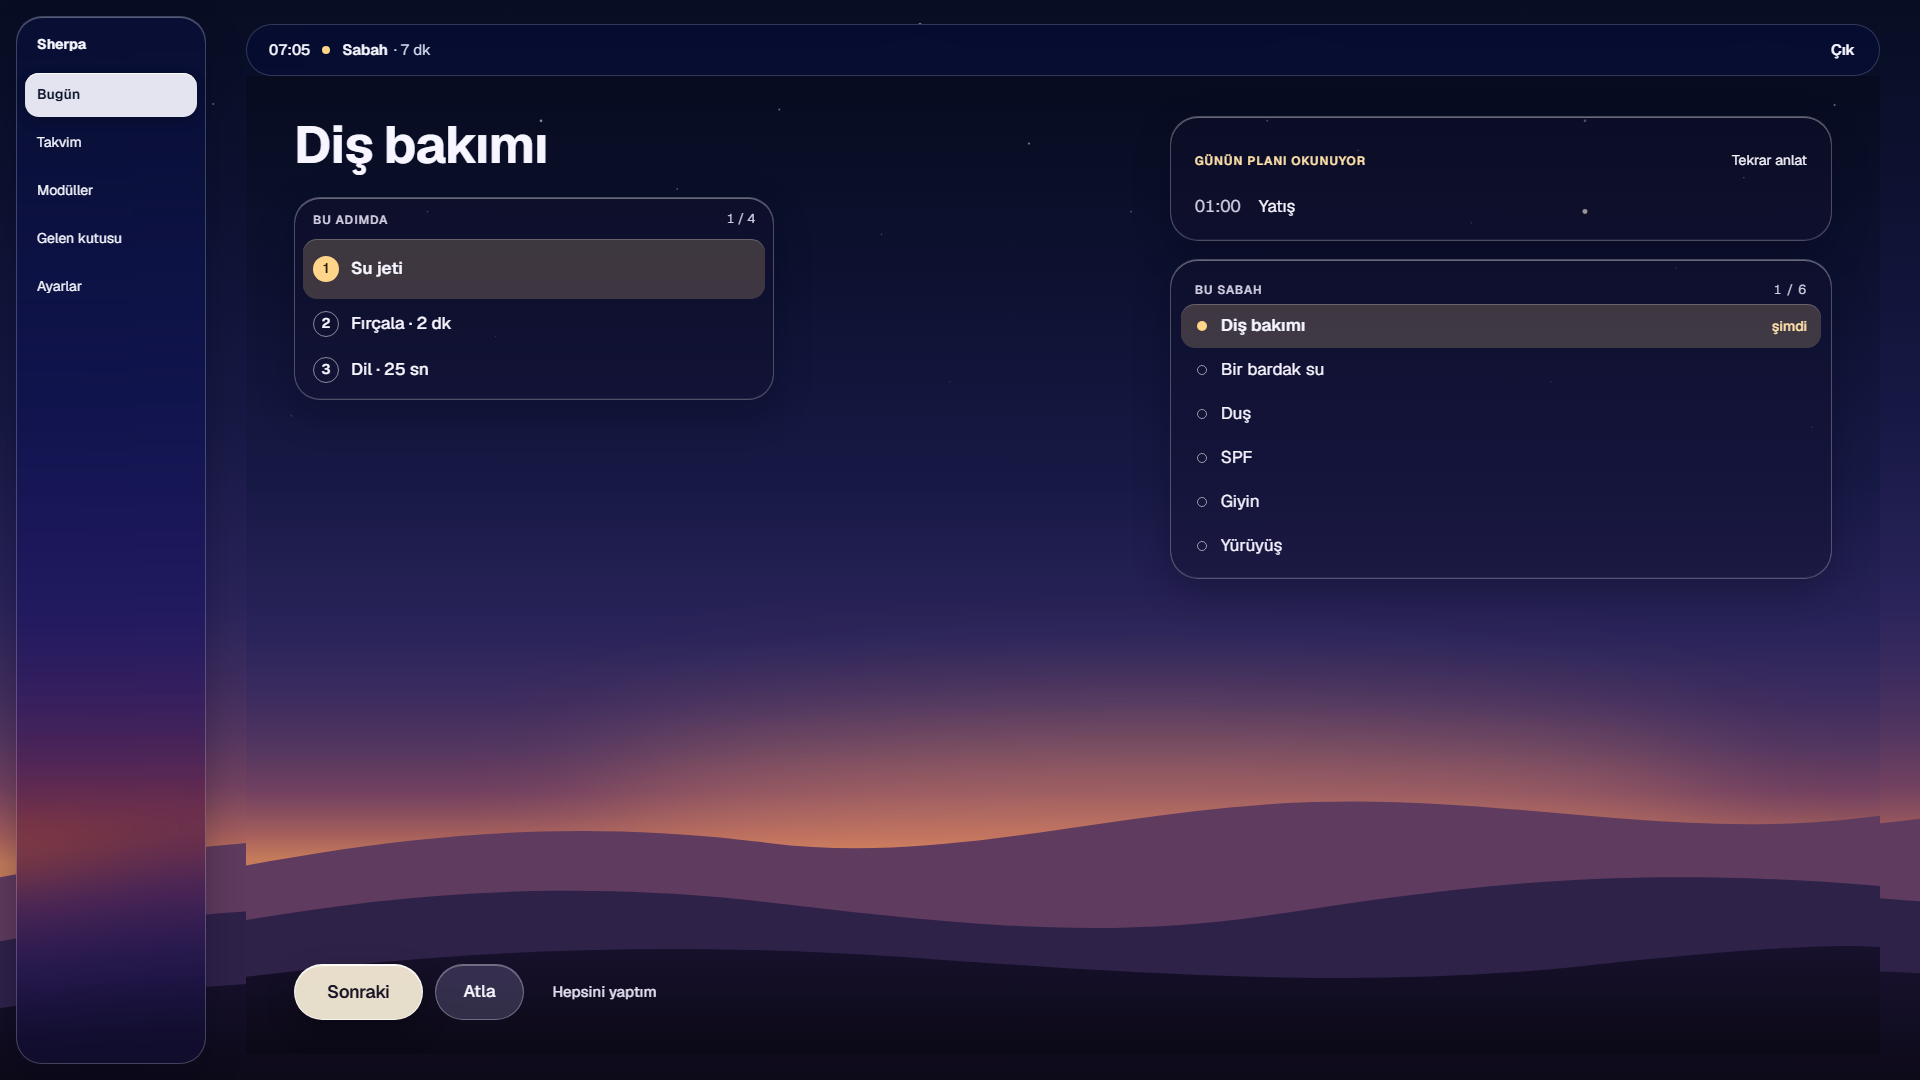 Sherpa
Bugün
Takvim
Modüller
Gelen kutusu
Ayarlar
07:05 Sabah · 7 dk
Çık
Diş bakımı
BU ADIMDA 1 / 4
1 Su jeti
2 Fırçala · 2 dk
3 Dil · 25 sn
GÜNÜN PLANI OKUNUYOR Tekrar anlat
01:00 Yatış
BU SABAH 1 / 6
Diş bakımı şimdi
Bir bardak su
Duş
SPF
Giyin
Yürüyüş
Sonraki Atla Hepsini yaptım